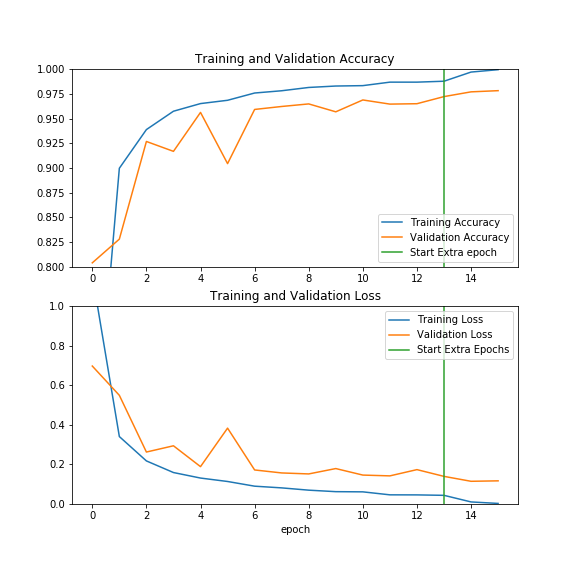 Training and Validation Accuracy
1.000
0.975
0.950
0.925
0.900
0.875
0.850
0.825
0.800
Training Accuracy
Validation Accuracy
Start Extra epoch
0 2 4 6 8 10 12 14
Training and Validation Loss
1.0
0.8
0.6
0.4
0.2
0.0
Training Loss
Validation Loss
Start Extra Epochs
0 2 4 6 8 10 12 14
epoch